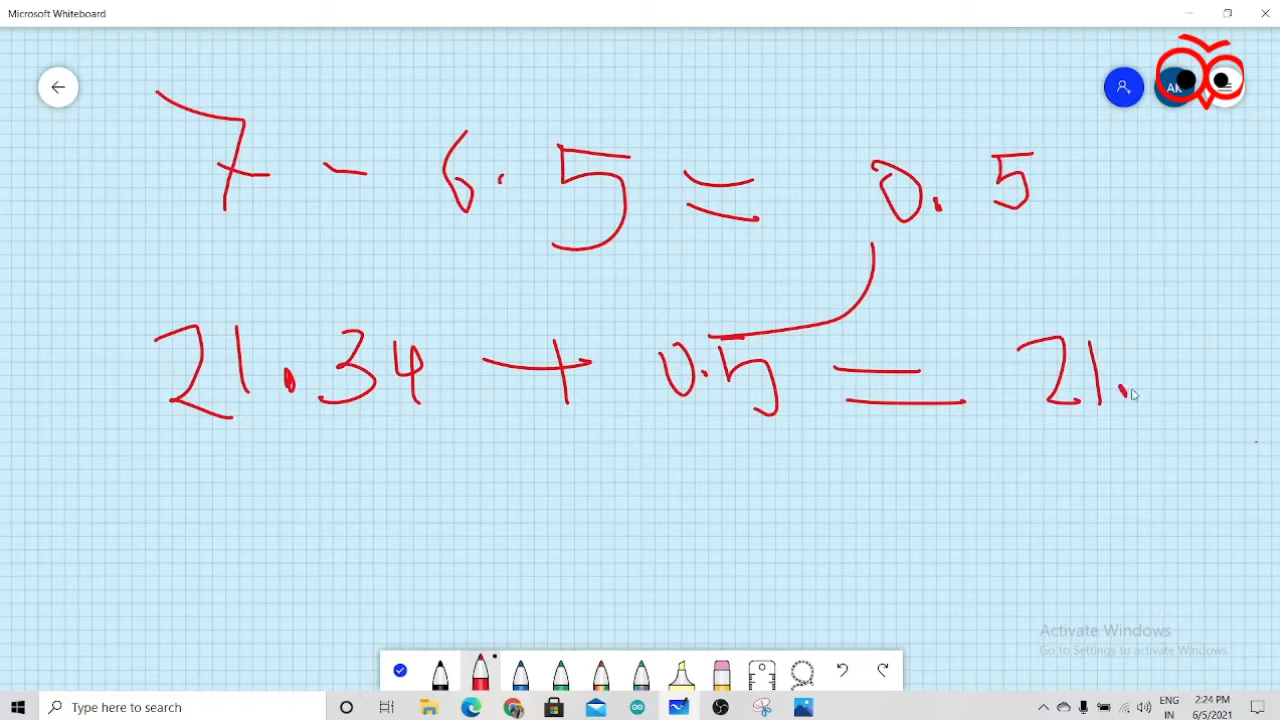 Microsoft Whiteboard
AK
7 - 6.5 = 0.5
21.34 + 0.5 = 21.
Activate Windows
Go to Settings to activate Windows.
Type here to search
ENG
IN
2:24 PM
6/5/2021